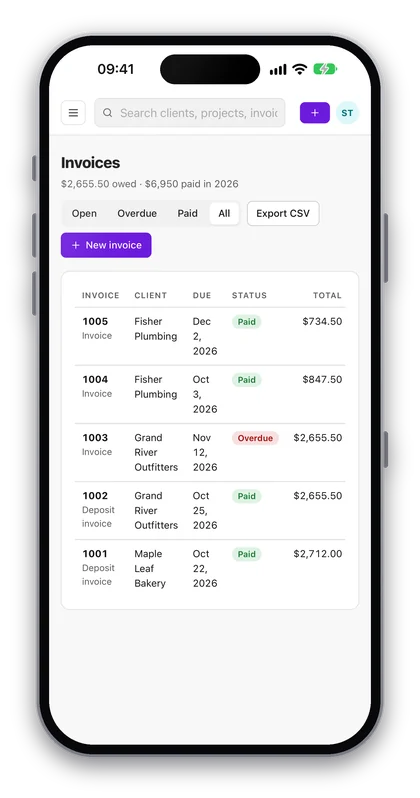 09:41
Search clients, projects, invoic
+
ST
Invoices
$2,655.50 owed · $6,950 paid in 2026
Open Overdue Paid All Export CSV
+ New invoice
INVOICE CLIENT DUE STATUS TOTAL
1005 Fisher Dec Paid $734.50
Invoice Plumbing 2,
2026
1004 Fisher Oct Paid $847.50
Invoice Plumbing 3,
2026
1003 Grand Nov Overdue $2,655.50
Invoice River 12,
Outfitters 2026
1002 Grand Oct Paid $2,655.50
Deposit River 25,
invoice Outfitters 2026
1001 Maple Oct Paid $2,712.00
Deposit Leaf 22,
invoice Bakery 2026